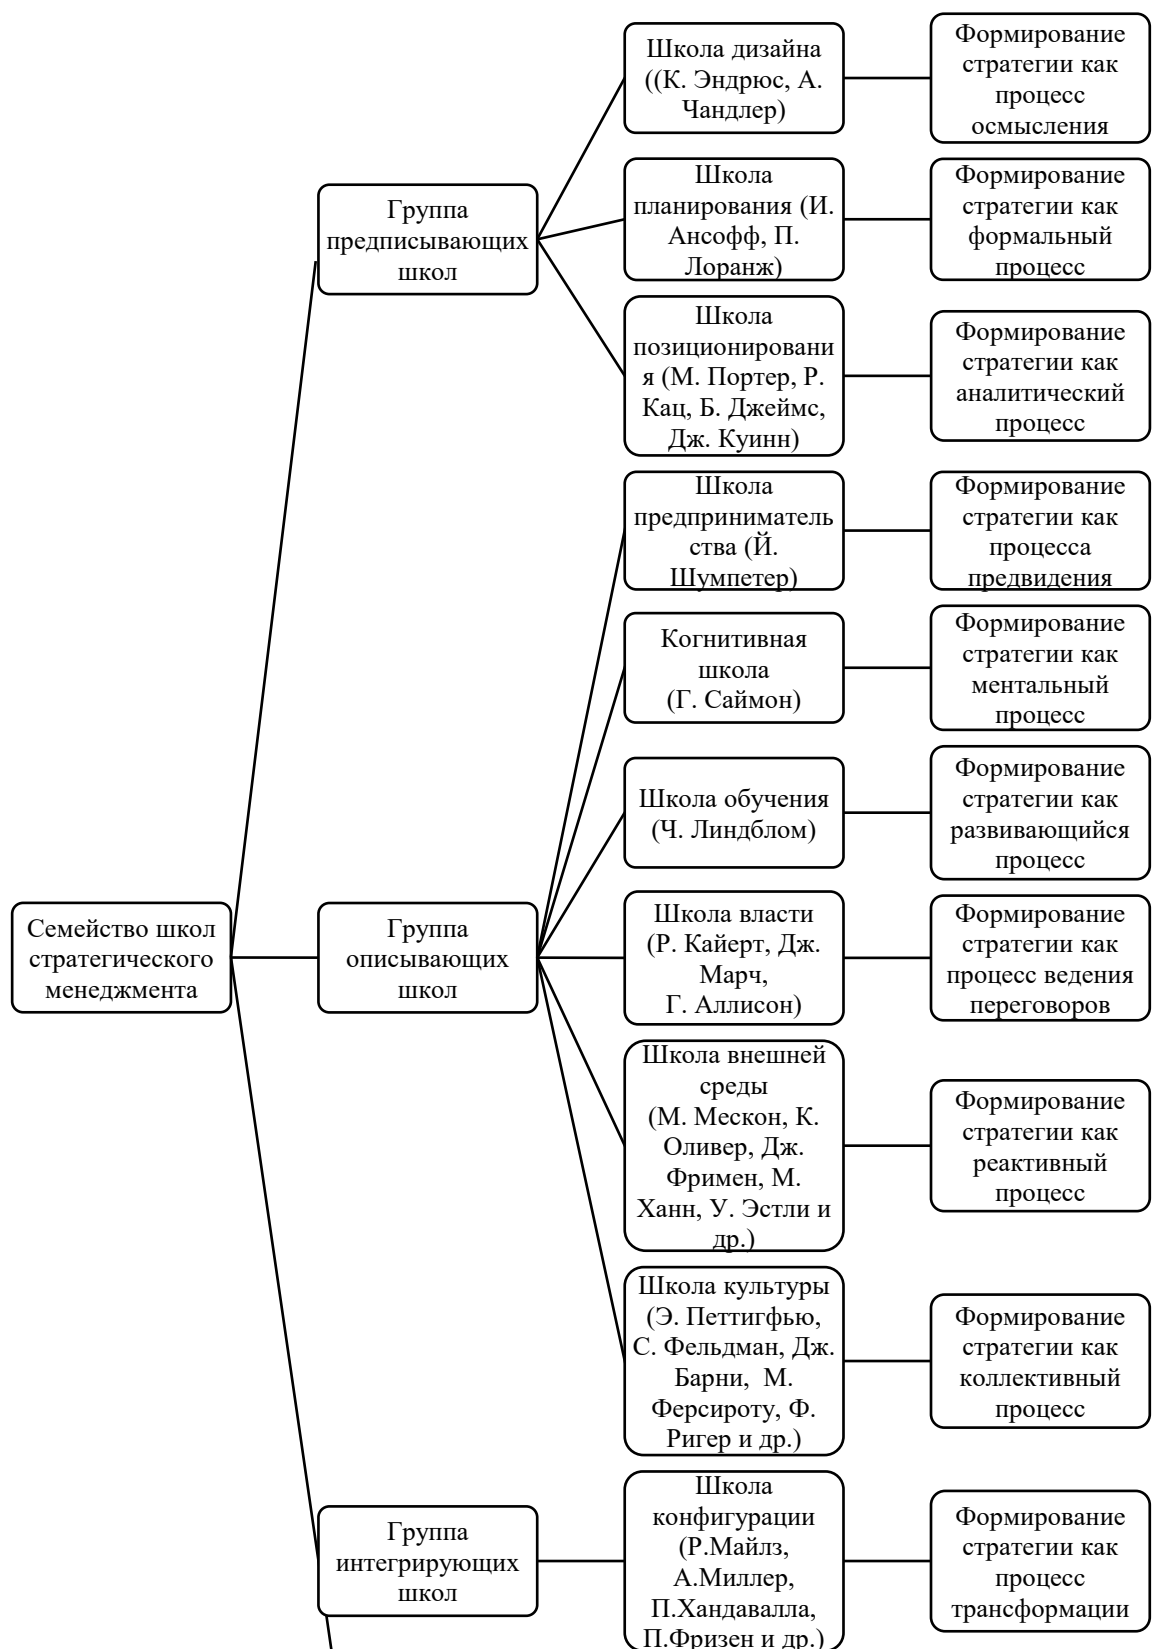 Семейство школ
стратегического
менеджмента
Группа
предписывающих
школ
Школа дизайна
((К. Эндрюс, А.
Чандлер)
Формирование
стратегии как
процесс
осмысления
Школа
планирования (И.
Ансофф, П.
Лоранж)
Формирование
стратегии как
формальный
процесс
Школа
позиционировани
я (М. Портер, Р.
Кац, Б. Джеймс,
Дж. Куинн)
Формирование
стратегии как
аналитический
процесс
Группа
описывающих
школ
Школа
предприниматель
ства (Й.
Шумпетер)
Формирование
стратегии как
процесса
предвидения
Когнитивная
школа
(Г. Саймон)
Формирование
стратегии как
ментальный
процесс
Школа обучения
(Ч. Линдблом)
Формирование
стратегии как
развивающийся
процесс
Школа власти
(Р. Кайерт, Дж.
Марч,
Г. Аллисон)
Формирование
стратегии как
процесс ведения
переговоров
Школа внешней
среды
(М. Мескон, К.
Оливер, Дж.
Фримен, М.
Ханн, У. Эстли и
др.)
Формирование
стратегии как
реактивный
процесс
Школа культуры
(Э. Петтигфью,
С. Фельдман, Дж.
Барни, М.
Ферсироту, Ф.
Ригер и др.)
Формирование
стратегии как
коллективный
процесс
Группа
интегрирующих
школ
Школа
конфигурации
(Р.Майлз,
А.Миллер,
П.Хандавалла,
П.Фризен и др.)
Формирование
стратегии как
процесс
трансформации